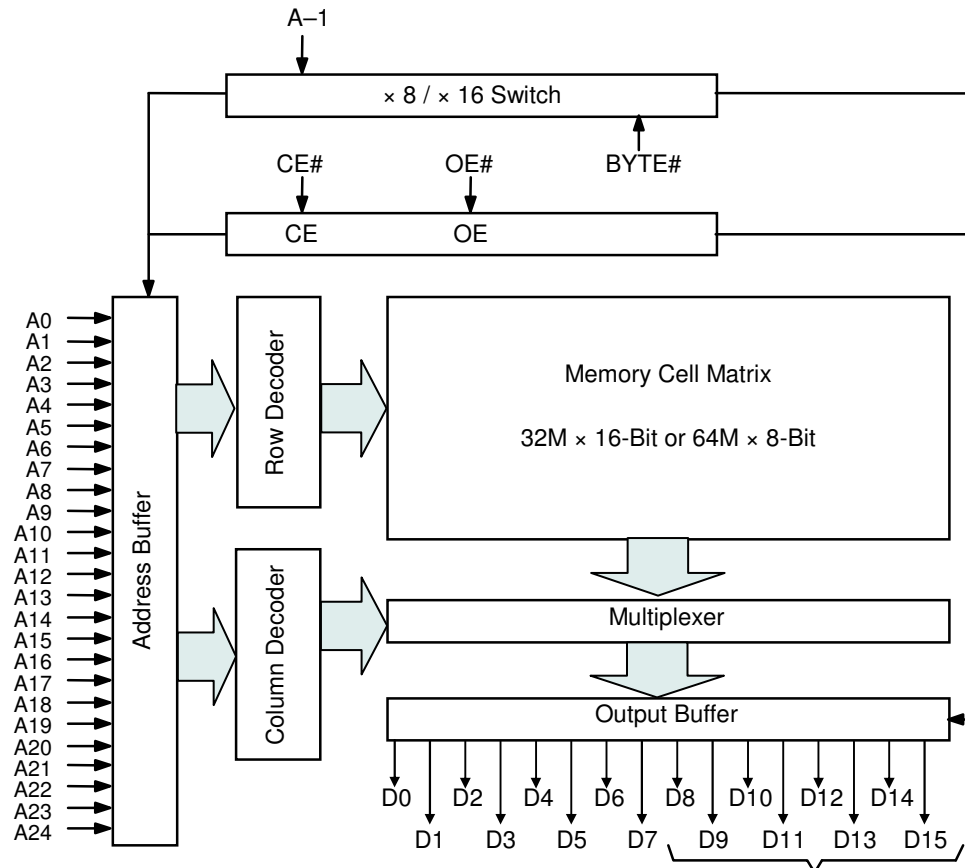 A–1
× 8 / × 16 Switch
CE#
OE#
BYTE#
CE
OE
A0
A1
A2
A3
A4
A5
A6
A7
A8
A9
A10
A11
A12
A13
A14
A15
A16
A17
A18
A19
A20
A21
A22
A23
A24
Address Buffer
Row Decoder
Column Decoder
Memory Cell Matrix
32M × 16-Bit or 64M × 8-Bit
Multiplexer
Output Buffer
D0 D2 D4 D6 D8 D10 D12 D14
D1 D3 D5 D7 D9 D11 D13 D15